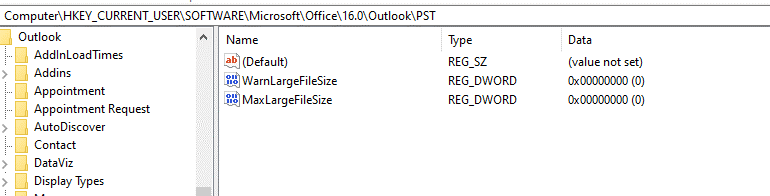 Computer\HKEY_CURRENT_USER\SOFTWARE\Microsoft\Office\16.0\Outlook\PST
Outlook
AddInLoadTimes
Addins
Appointment
Appointment Request
AutoDiscover
Contact
DataViz
Display Types
Name Type Data
ab (Default) REG_SZ (value not set)
WarnLargeFileSize REG_DWORD 0x00000000 (0)
MaxLargeFileSize REG_DWORD 0x00000000 (0)